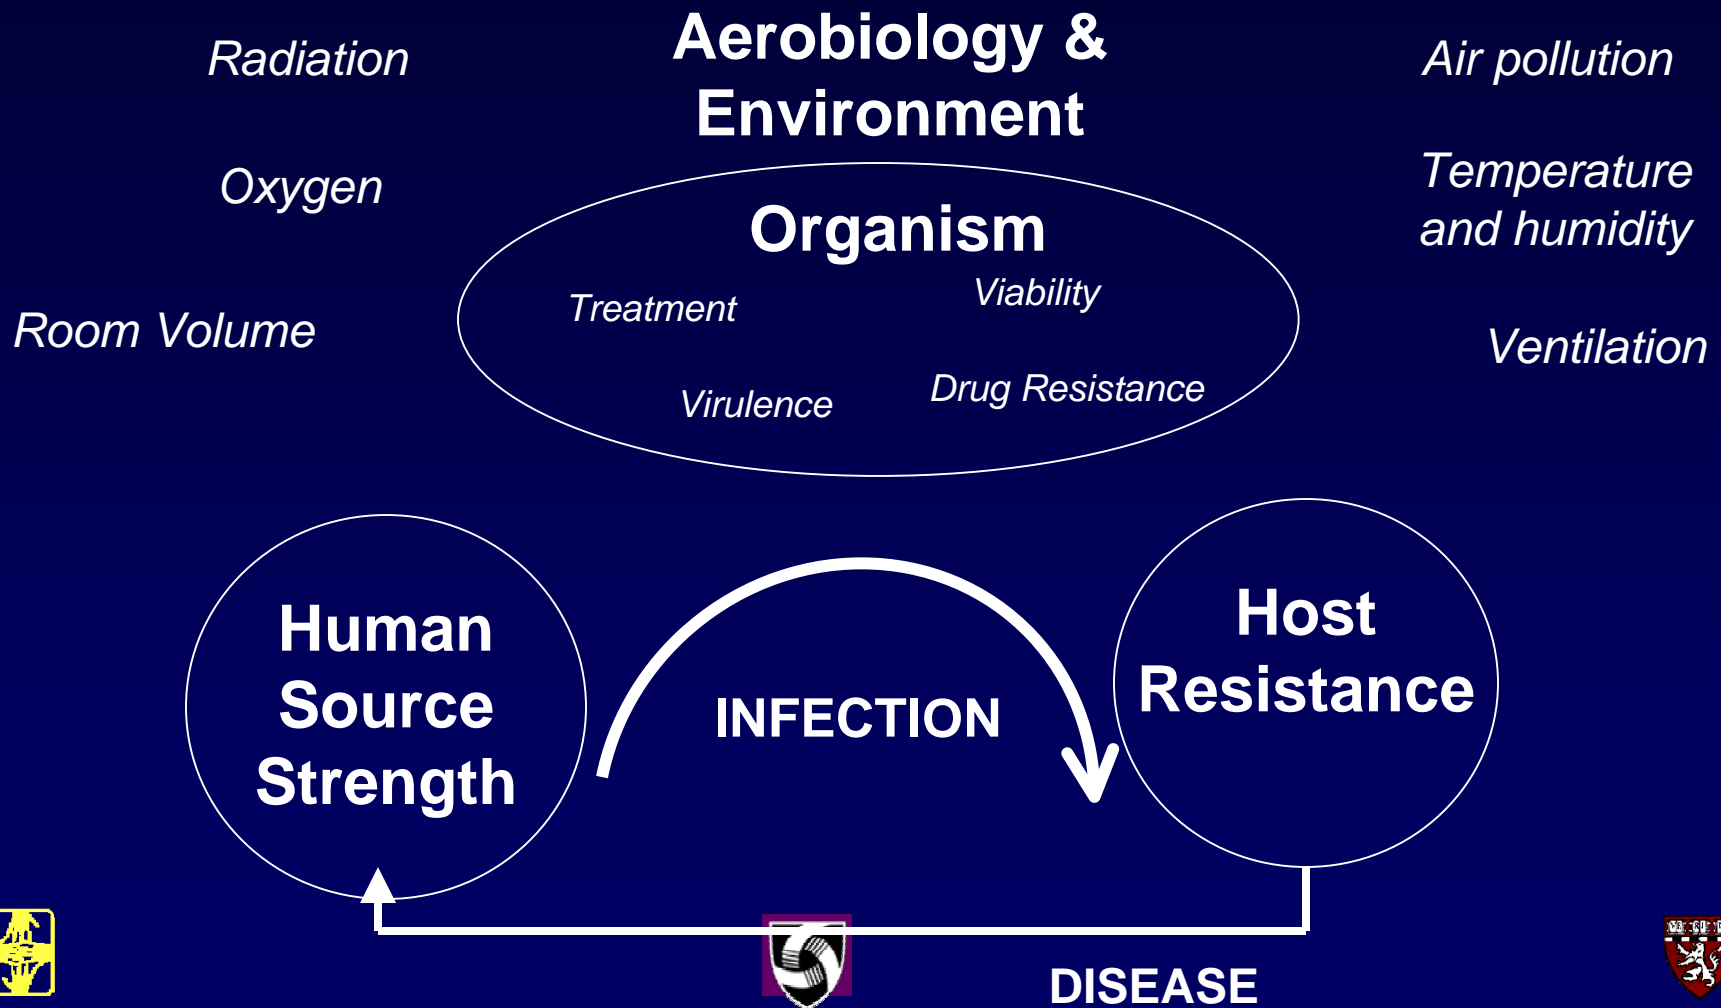 Aerobiology &
Environment
Radiation
Air pollution
Oxygen
Temperature
and humidity
Room Volume
Ventilation
Organism
Treatment
Viability
Virulence
Drug Resistance
Human
Source
Strength
INFECTION
Host
Resistance
DISEASE